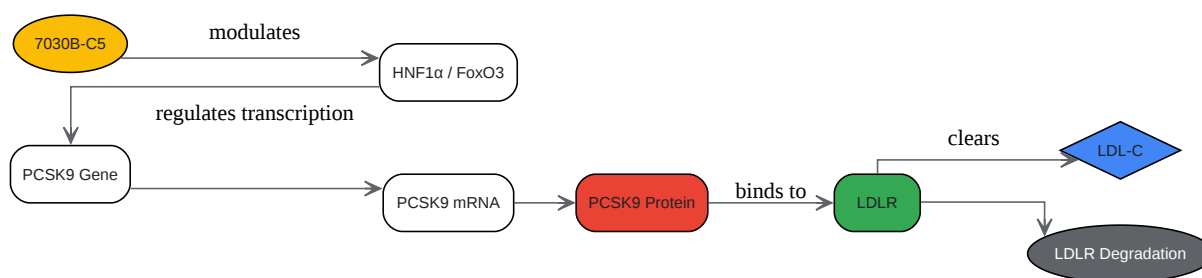 modulates
7030B-C5
HNF1α / FoxO3
regulates transcription
PCSK9 Gene
clears
LDL-C
PCSK9 mRNA
PCSK9 Protein
binds to
LDLR
LDLR Degradation